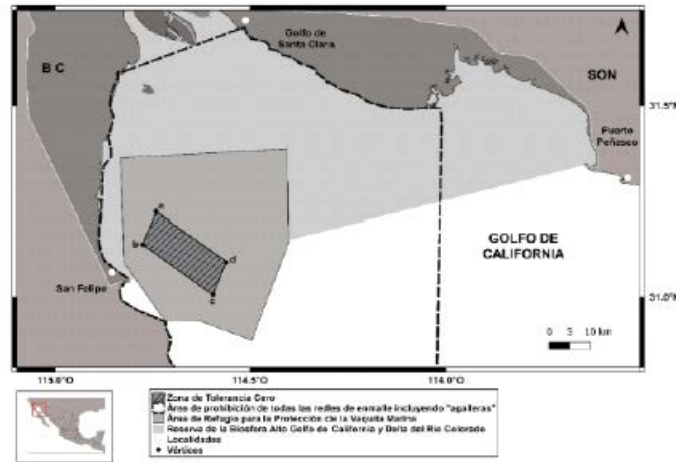 Golfo de
Santa Clara
B C
SON
31.5°N
Puerto
Peñasco
a
b
d
c
GOLFO DE
CALIFORNIA
San Felipe
31.0°N
0 5 10 km
115.0°O
114.5°O
114.0°O
Zona de Tolerancia Cero
Área de prohibición de todas las redes de enmalle incluyendo "agalleras"
Área de Refugio para la Protección de la Vaquita Marina
Reserva de la Biosfera Alto Golfo de California y Delta del Río Colorado
Localidades
Vértices